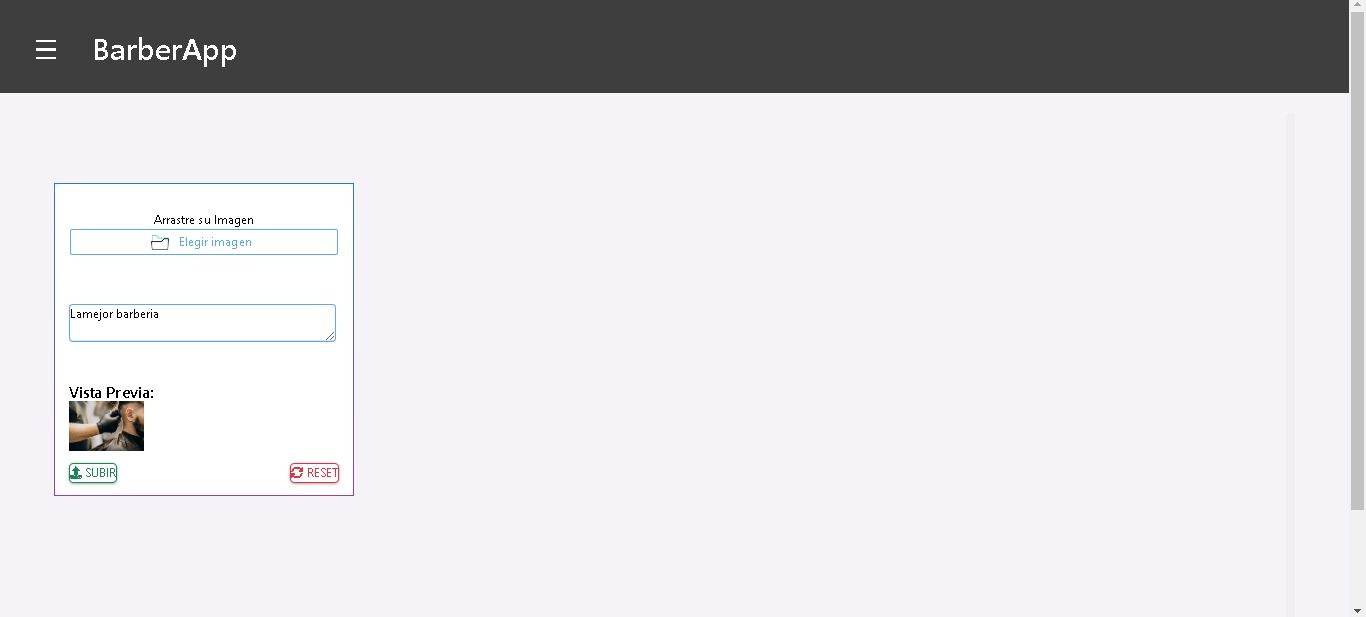 BarberApp
Arrastre su Imagen
Elegir imagen
Lamejor barberia
Vista Previa:
SUBIR
RESET